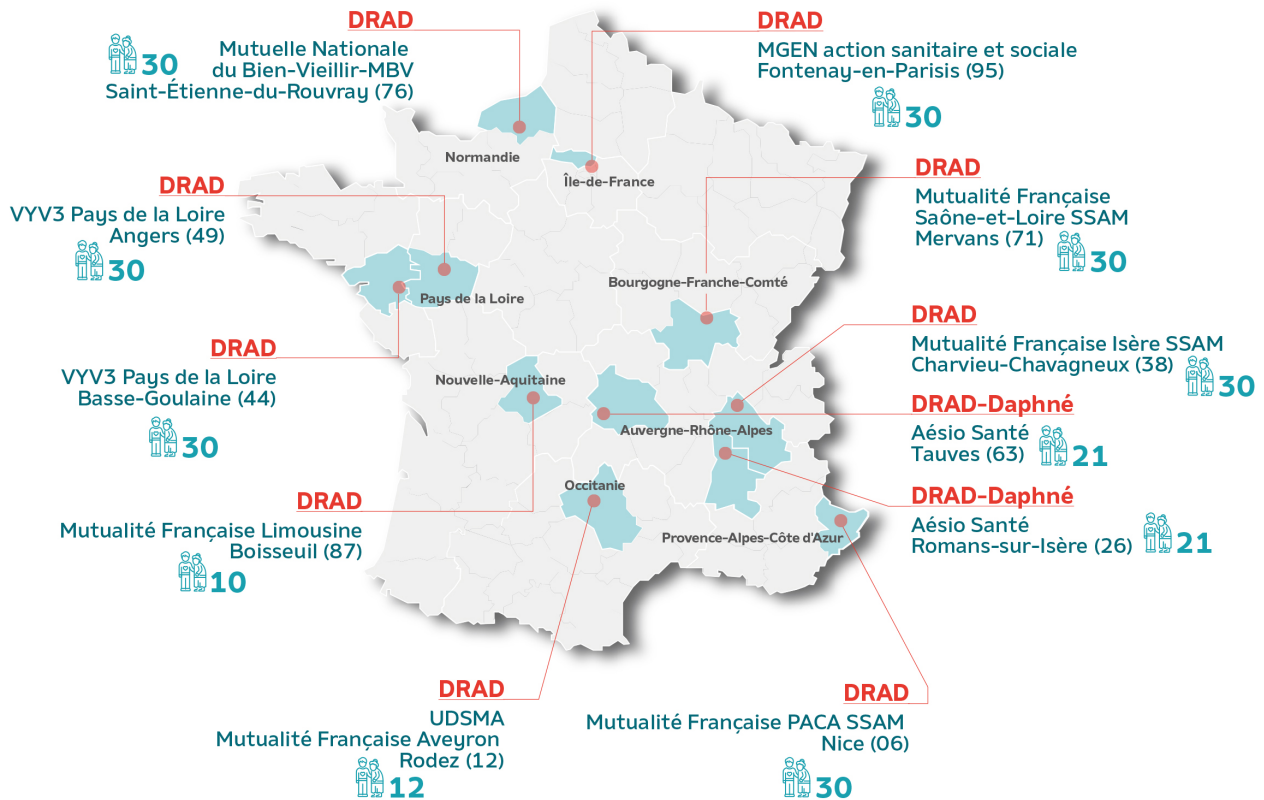 DRAD
Mutuelle Nationale
du Bien-Vieillir-MBV
Saint-Étienne-du-Rouvray (76)
30
DRAD
MGEN action sanitaire et sociale
Fontenay-en-Parisis (95)
30
Normandie
Île-de-France
DRAD
VYV3 Pays de la Loire
Angers (49)
30
DRAD
Mutualité Française
Saône-et-Loire SSAM
Mervans (71)
30
Bourgogne-Franche-Comté
Pays de la Loire
DRAD
VYV3 Pays de la Loire
Basse-Goulaine (44)
30
DRAD
Mutualité Française Isère SSAM
Charvieu-Chavagneux (38)
30
Nouvelle-Aquitaine
Auvergne-Rhône-Alpes
DRAD-Daphné
Aésio Santé
Tauves (63)
21
DRAD-Daphné
Aésio Santé
Romans-sur-Isère (26)
21
Occitanie
Provence-Alpes-Côte d'Azur
DRAD
Mutualité Française Limousine
Boisseuil (87)
10
DRAD
UDSMA
Mutualité Française Aveyron
Rodez (12)
12
DRAD
Mutualité Française PACA SSAM
Nice (06)
30